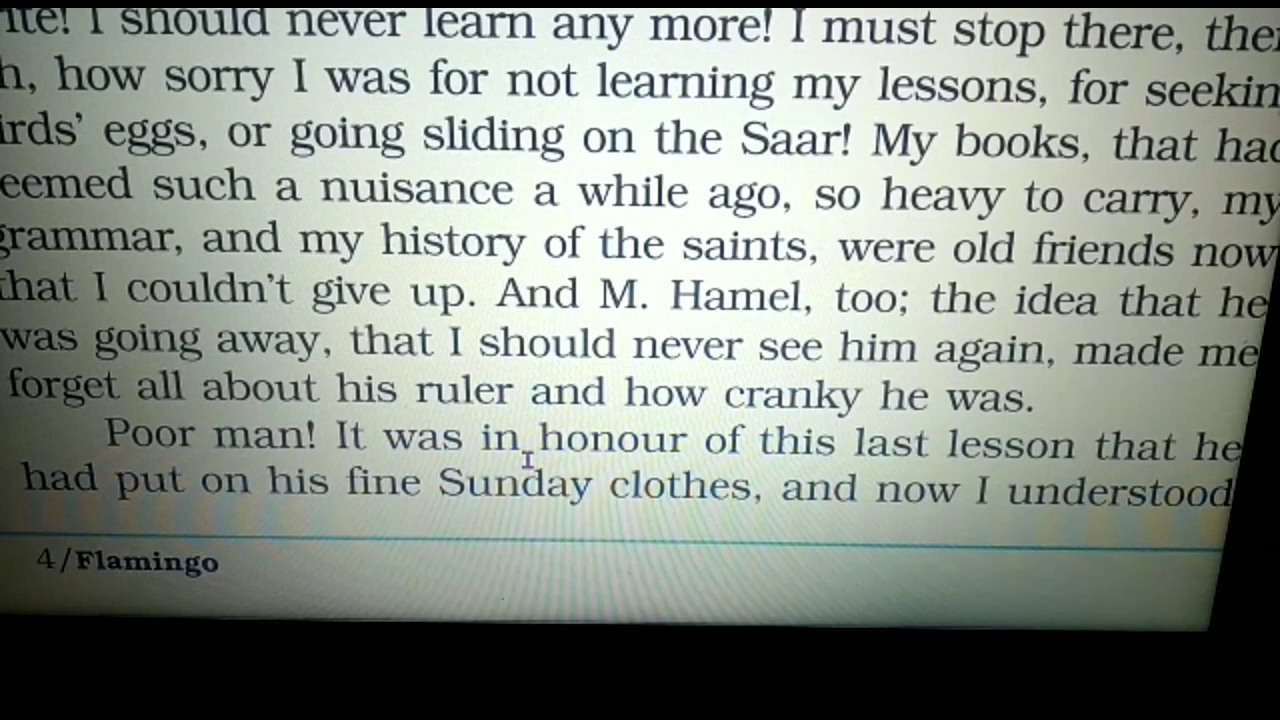 I should never learn any more! I must stop there,
how sorry I was for not learning my lessons, for
eggs, or going sliding on the Saar! My books, that
such a nuisance a while ago, so heavy to carry, my
grammar, and my history of the saints, were old friends now
that I couldn't give up. And M. Hamel, too; the idea that he
was going away, that I should never see him again, made me
forget all about his ruler and how cranky he was.
Poor man! It was in honour of this last lesson that he
had put on his fine Sunday clothes, and now I understood
4/Flamingo